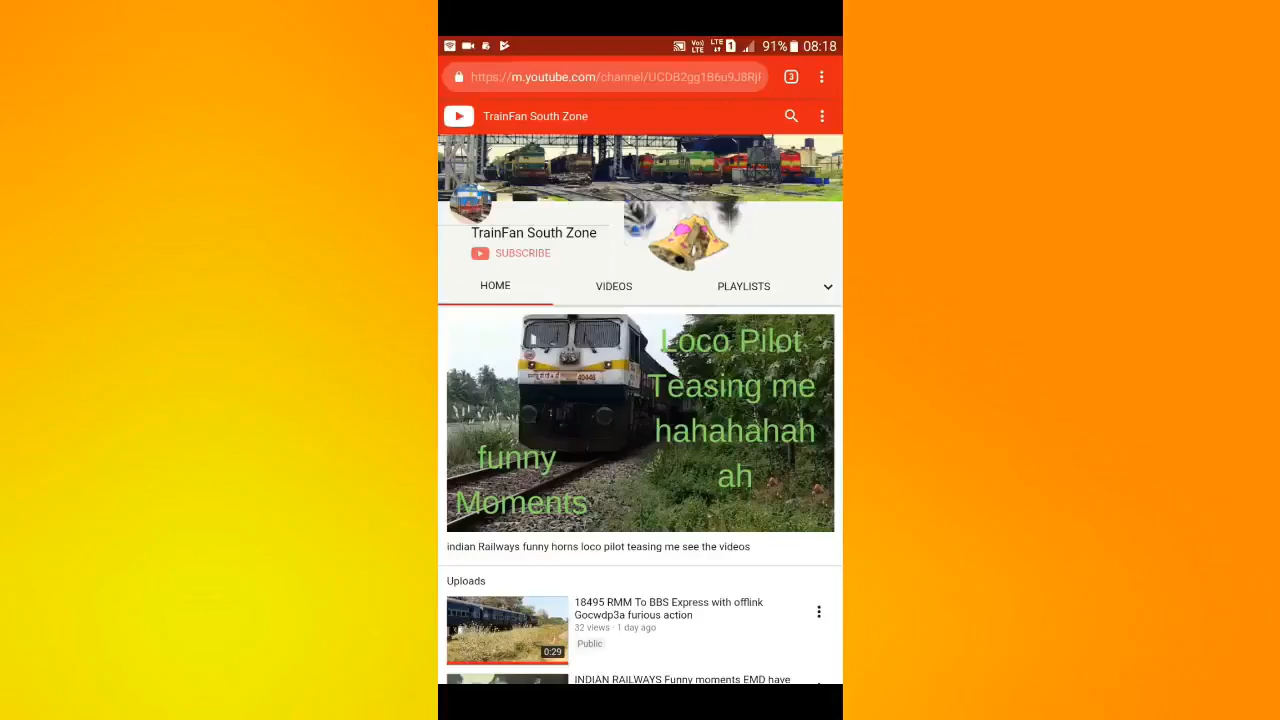 91% 08:18
https://m.youtube.com/channel/UCDB2gg1B6u9J8Rj
3
TrainFan South Zone
TrainFan South Zone
SUBSCRIBE
HOME VIDEOS PLAYLISTS
Loco Pilot
Teasing me
hahahahah
ah
funny
Moments
40446
indian Railways funny horns loco pilot teasing me see the videos
Uploads
18495 RMM To BBS Express with offlink
Gocwdp3a furious action
32 views · 1 day ago
Public
0:29
INDIAN RAILWAYS Funny moments EMD have